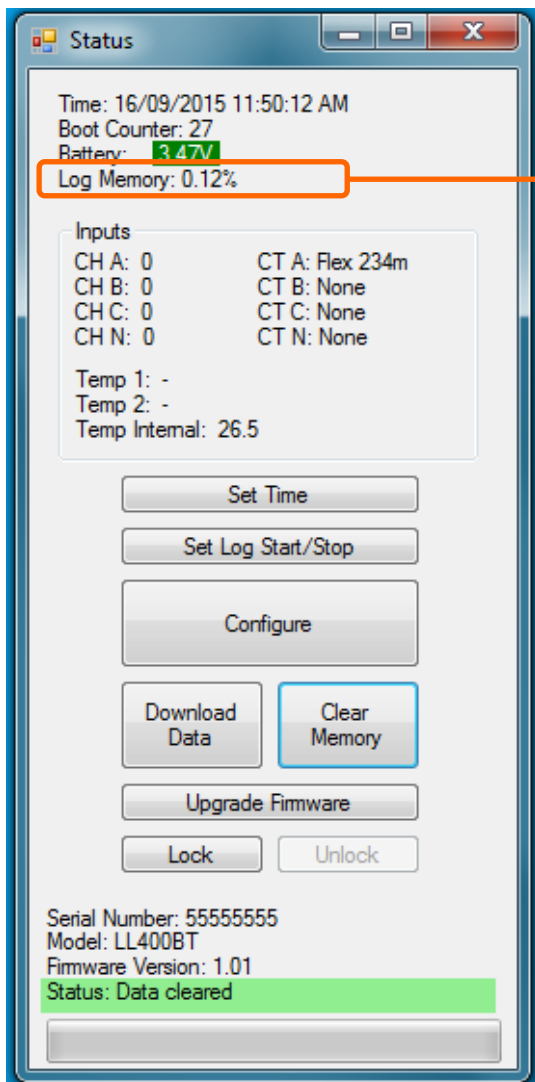 Status
Time: 16/09/2015 11:50:12 AM
Boot Counter: 27
Battery: 3.47V
Log Memory: 0.12%
Inputs
CH A: 0 CT A: Flex 234m
CH B: 0 CT B: None
CH C: 0 CT C: None
CH N: 0 CT N: None
Temp 1: -
Temp 2: -
Temp Internal: 26.5
Set Time
Set Log Start/Stop
Configure
Download Data
Clear Memory
Upgrade Firmware
Lock Unlock
Serial Number: 55555555
Model: LL400BT
Firmware Version: 1.01
Status: Data cleared